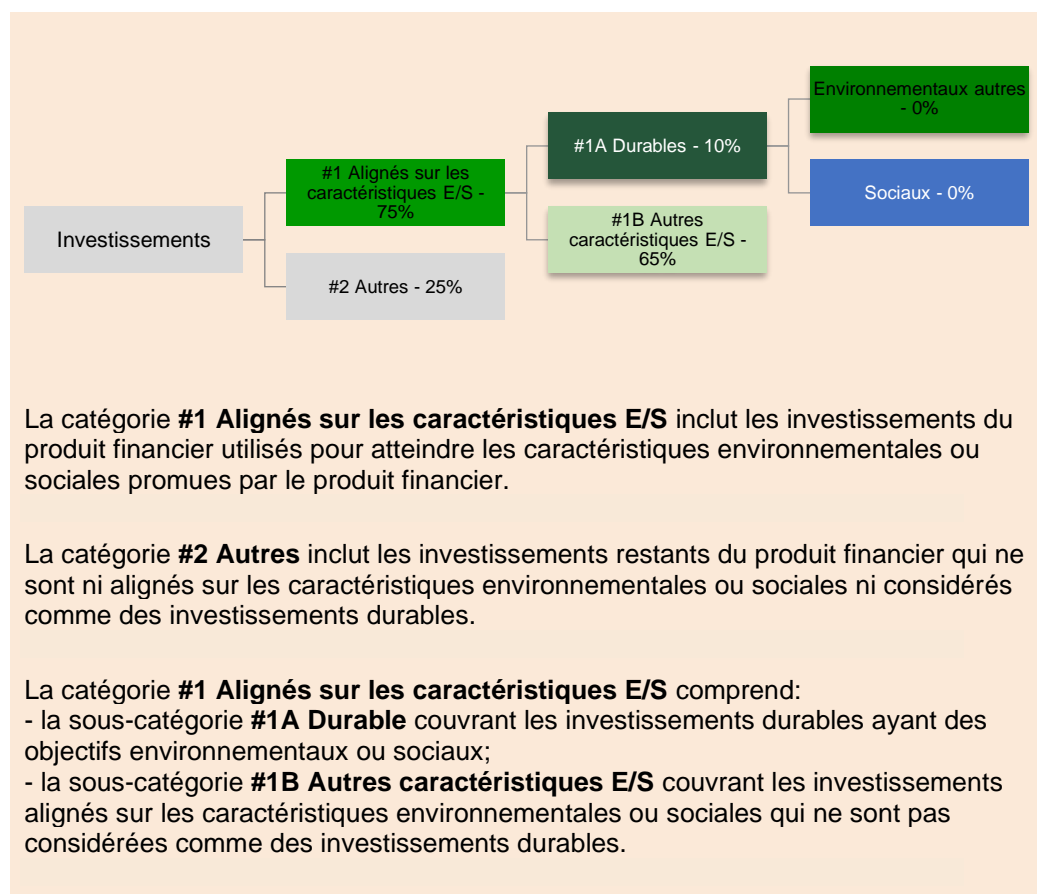 Environnementaux autres
- 0%
#1A Durables - 10%
#1 Alignés sur les
caractéristiques E/S -
75%
Sociaux - 0%
#1B Autres
caractéristiques E/S -
65%
Investissements
#2 Autres - 25%
La catégorie #1 Alignés sur les caractéristiques E/S inclut les investissements du
produit financier utilisés pour atteindre les caractéristiques environnementales ou
sociales promues par le produit financier.
La catégorie #2 Autres inclut les investissements restants du produit financier qui ne
sont ni alignés sur les caractéristiques environnementales ou sociales ni considérés
comme des investissements durables.
La catégorie #1 Alignés sur les caractéristiques E/S comprend:
- la sous-catégorie #1A Durable couvrant les investissements durables ayant des
objectifs environnementaux ou sociaux;
- la sous-catégorie #1B Autres caractéristiques E/S couvrant les investissements
alignés sur les caractéristiques environnementales ou sociales qui ne sont pas
considérées comme des investissements durables.